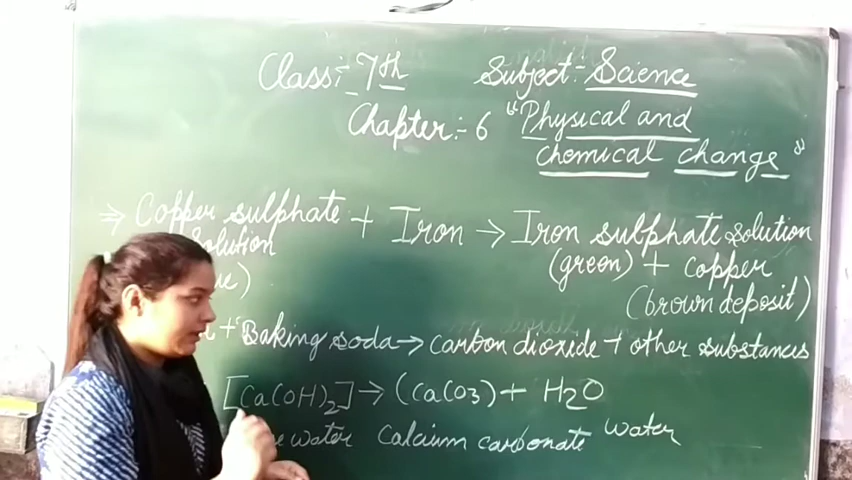 Class:- 7th Subject:- Science
Chapter:- 6 "Physical and
chemical change"
⇒ Copper sulphate + Iron → Iron sulphate solution
solution (green) + copper
(brown deposit)
+ Baking soda → carbon dioxide + other substances
[Ca(OH)2] → (CaCO3) + H2O
water Calcium carbonate water